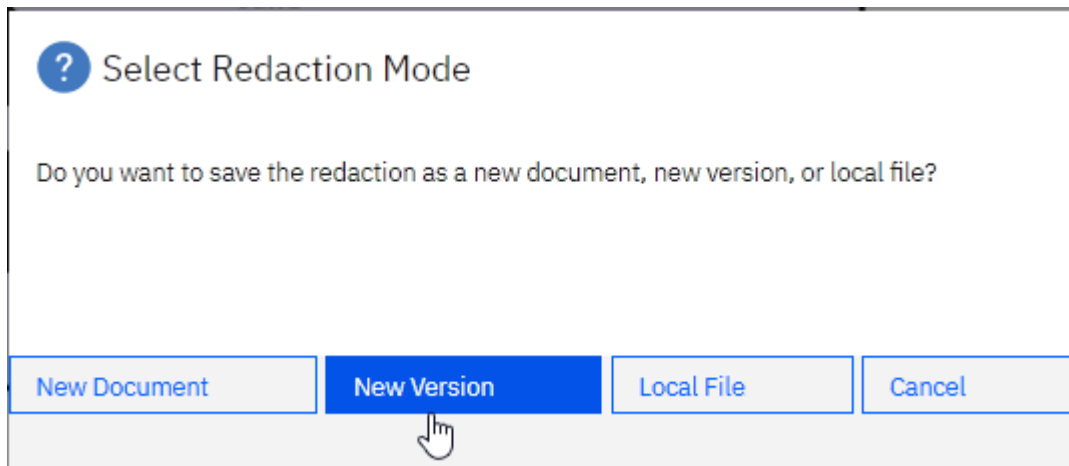 ? Select Redaction Mode
Do you want to save the redaction as a new document, new version, or local file?
New Document New Version Local File Cancel